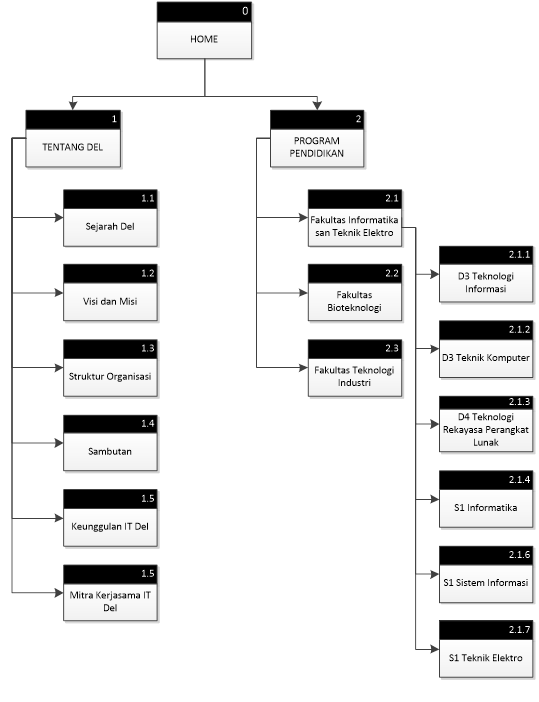 0
HOME
1
TENTANG DEL
1.1
Sejarah Del
1.2
Visi dan Misi
1.3
Struktur Organisasi
1.4
Sambutan
1.5
Keunggulan IT Del
1.5
Mitra Kerjasama IT
Del
2
PROGRAM
PENDIDIKAN
2.1
Fakultas Informatika
san Teknik Elektro
2.2
Fakultas
Bioteknologi
2.3
Fakultas Teknologi
Industri
2.1.1
D3 Teknologi
Informasi
2.1.2
D3 Teknik Komputer
2.1.3
D4 Teknologi
Rekayasa Perangkat
Lunak
2.1.4
S1 Informatika
2.1.6
S1 Sistem Informasi
2.1.7
S1 Teknik Elektro